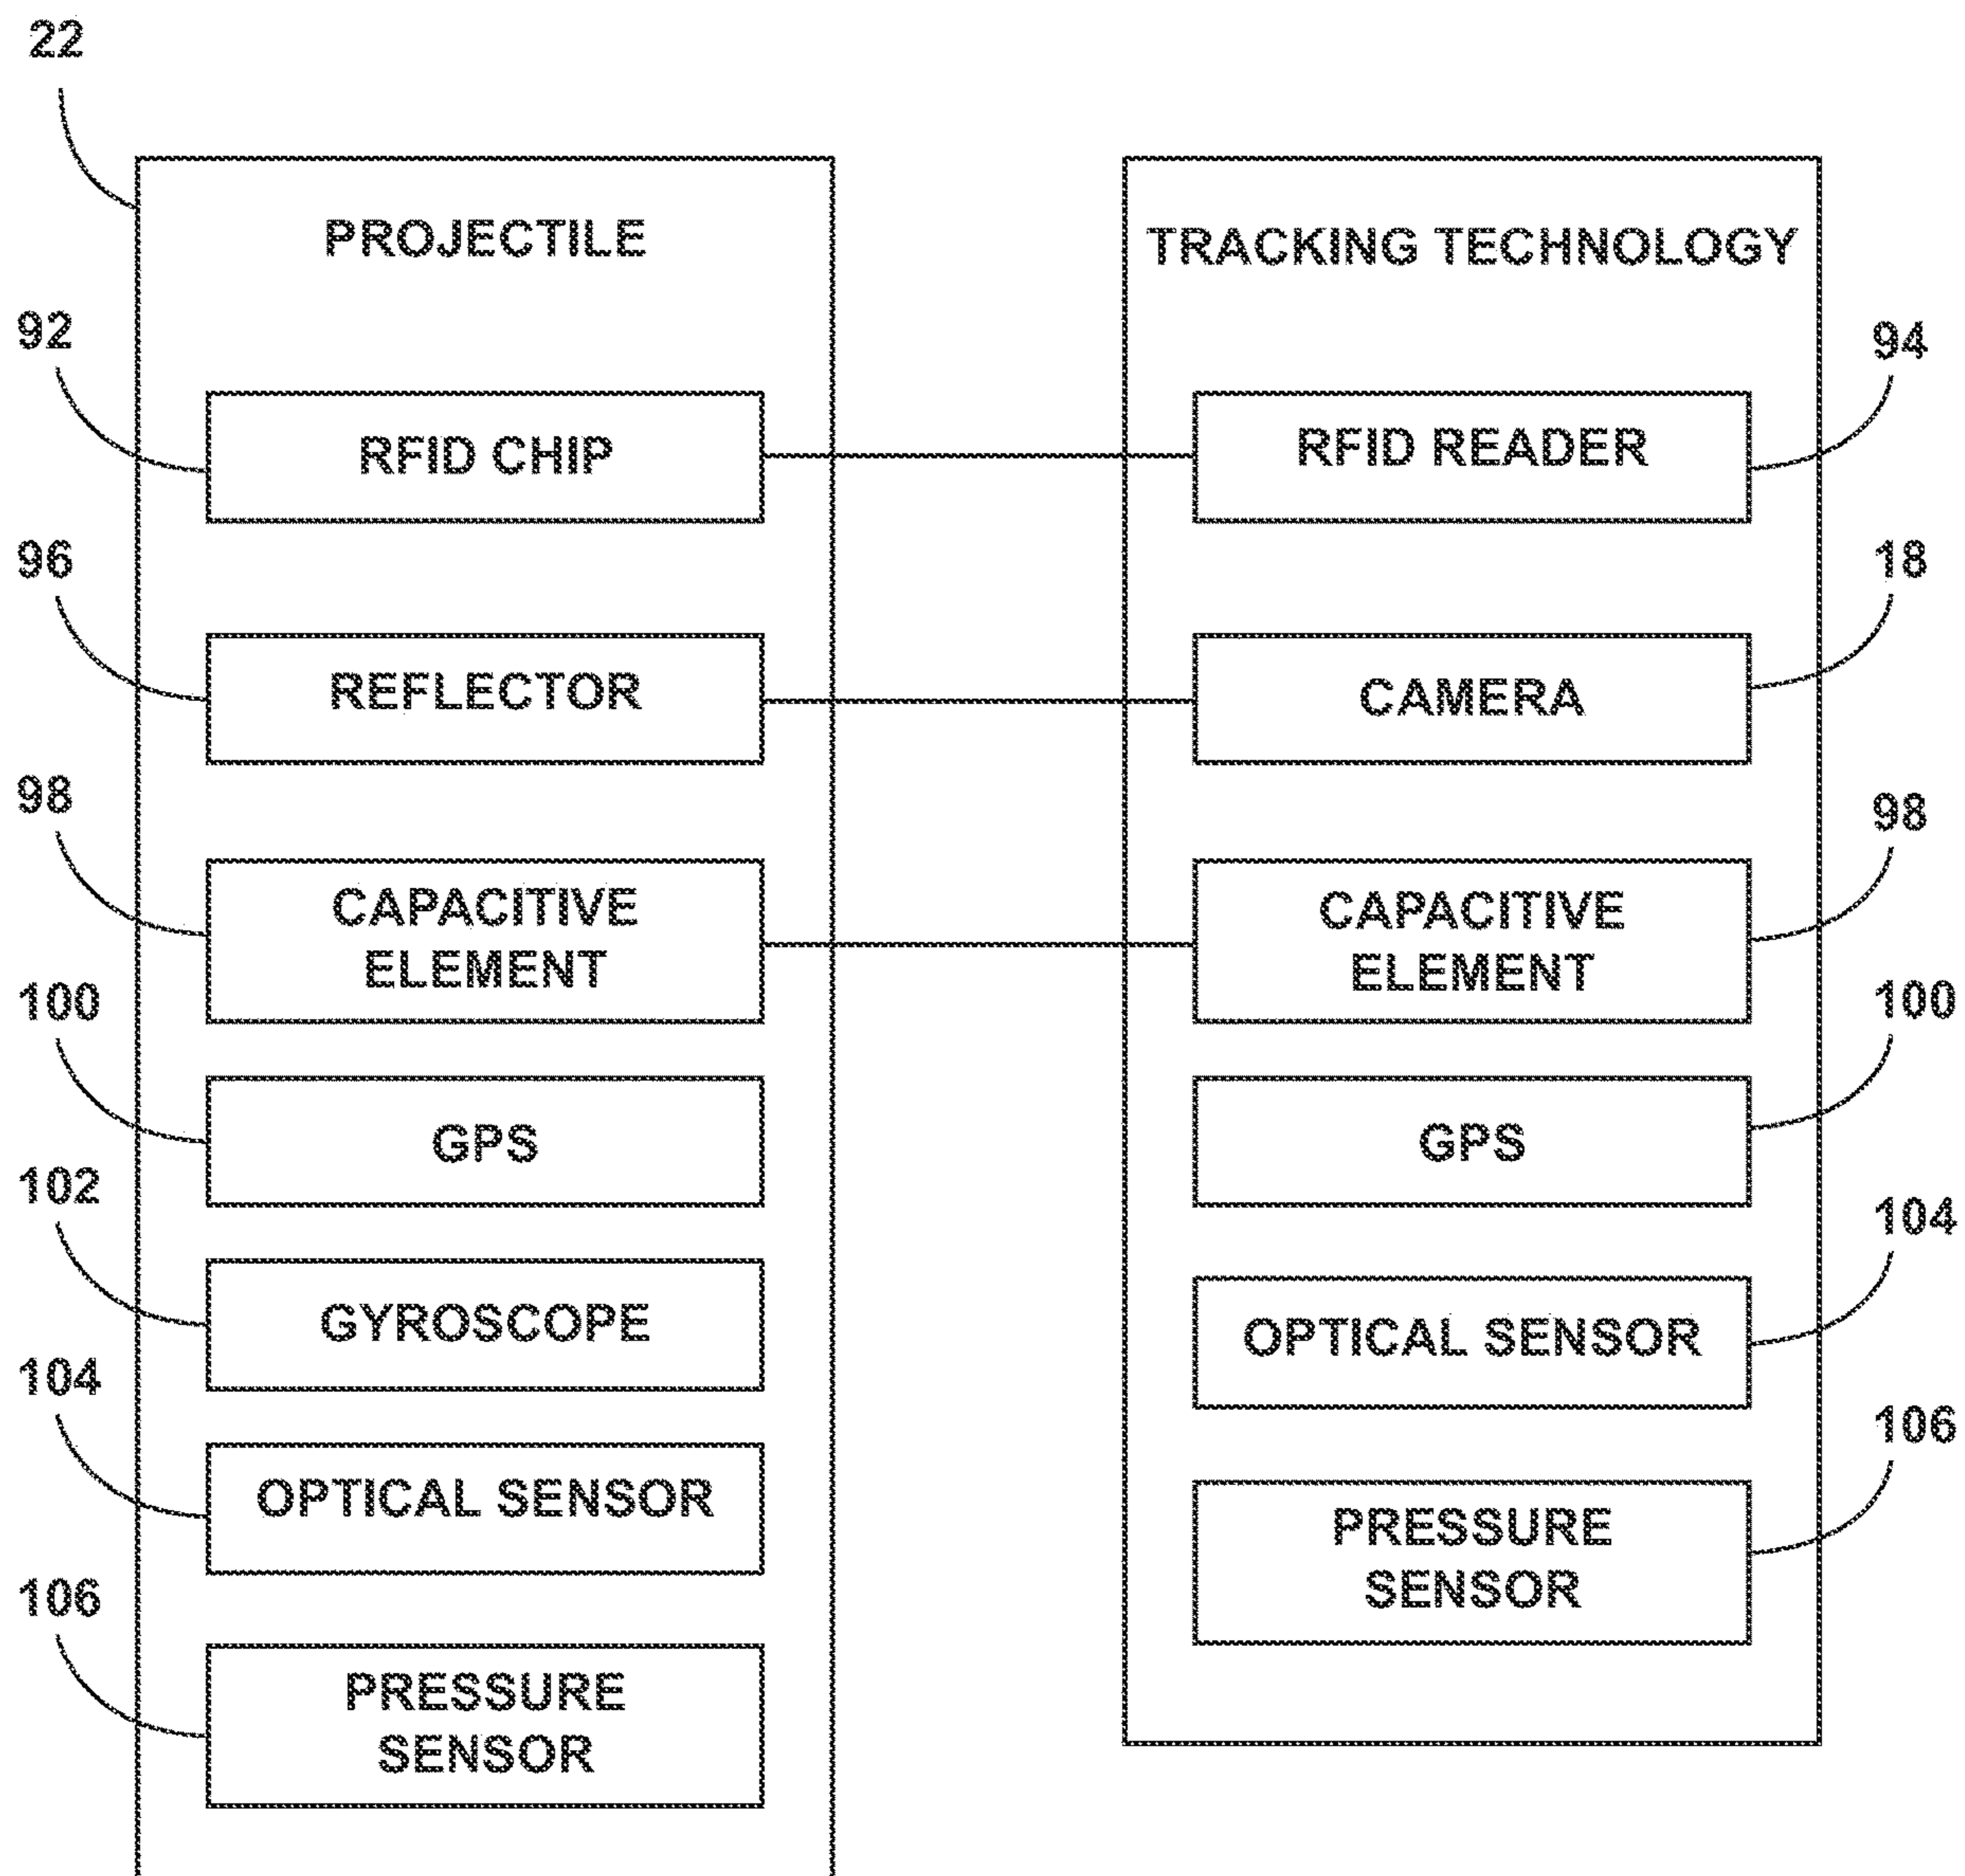 22
PROJECTILE
92
RFID CHIP
96
REFLECTOR
98
CAPACITIVE
ELEMENT
100
GPS
102
GYROSCOPE
104
OPTICAL SENSOR
106
PRESSURE
SENSOR
TRACKING TECHNOLOGY
94
RFID READER
18
CAMERA
98
CAPACITIVE
ELEMENT
100
GPS
104
OPTICAL SENSOR
106
PRESSURE
SENSOR